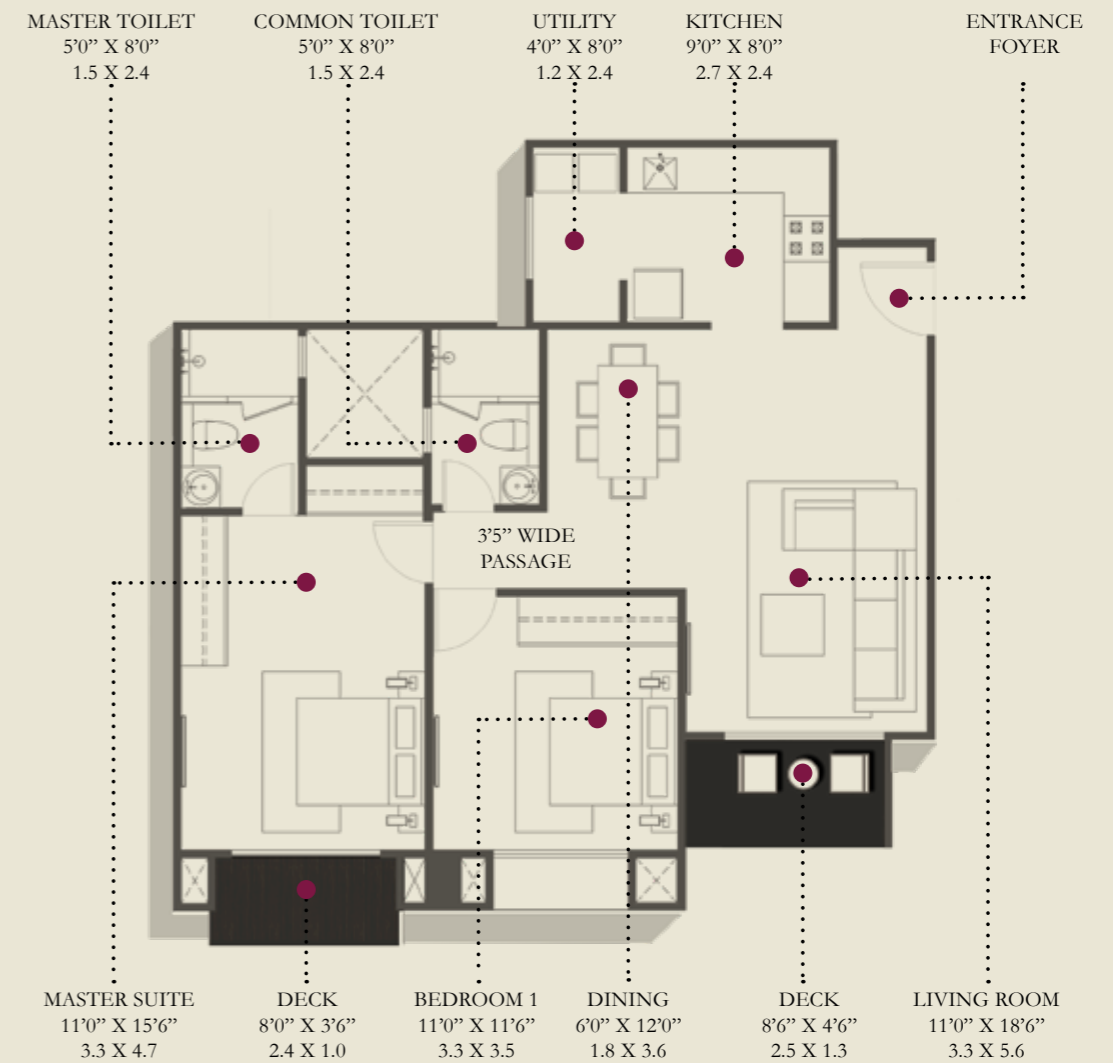 MASTER TOILET
5’0” X 8’0”
1.5 X 2.4
COMMON TOILET
5’0” X 8’0”
1.5 X 2.4
UTILITY
4’0” X 8’0”
1.2 X 2.4
KITCHEN
9’0” X 8’0”
2.7 X 2.4
ENTRANCE
FOYER
3’5” WIDE
PASSAGE
MASTER SUITE
11’0” X 15’6”
3.3 X 4.7
DECK
8’0” X 3’6”
2.4 X 1.0
BEDROOM 1
11’0” X 11’6”
3.3 X 3.5
DINING
6’0” X 12’0”
1.8 X 3.6
DECK
8’6” X 4’6”
2.5 X 1.3
LIVING ROOM
11’0” X 18’6”
3.3 X 5.6